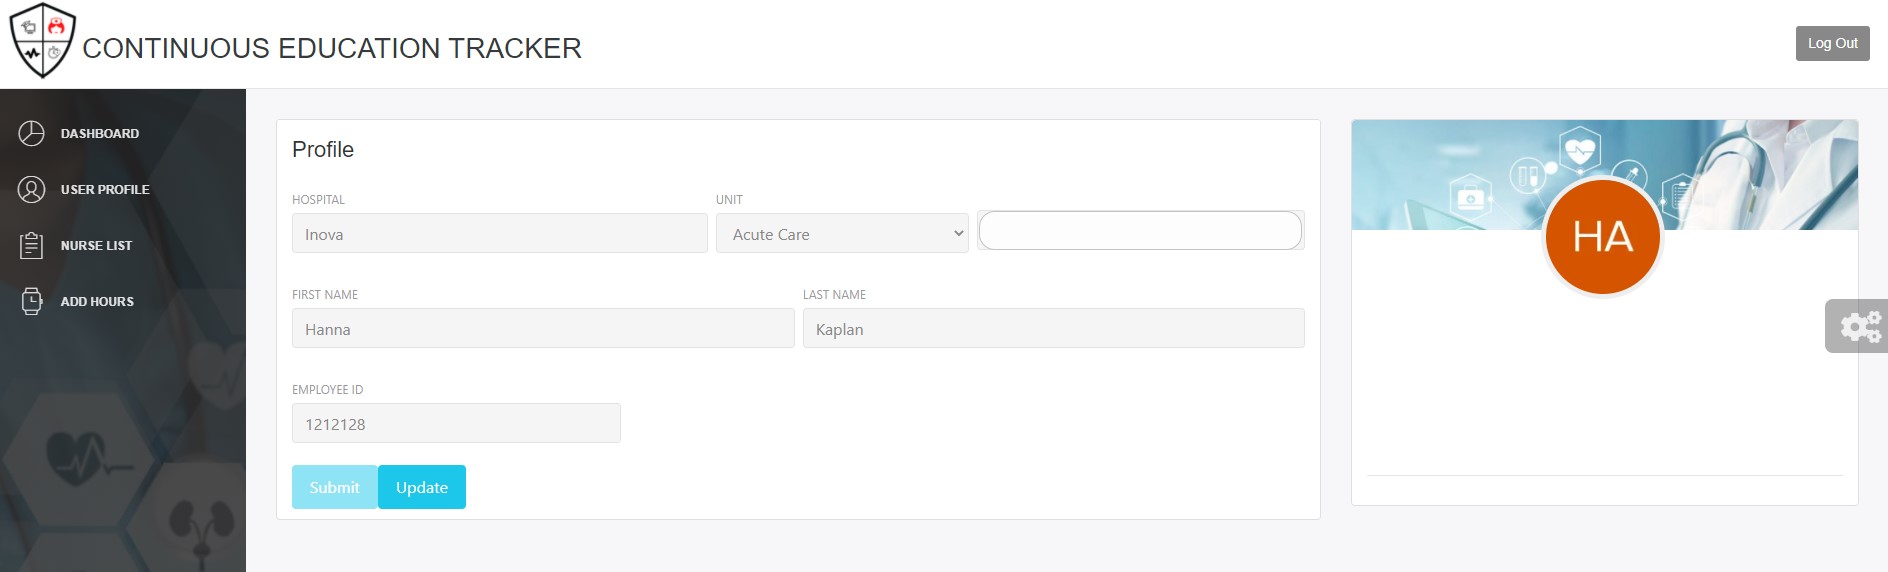 CONTINUOUS EDUCATION TRACKER
Log Out
DASHBOARD
USER PROFILE
NURSE LIST
ADD HOURS
Profile
HOSPITAL
UNIT
Inova
Acute Care
FIRST NAME
LAST NAME
Hanna
Kaplan
EMPLOYEE ID
1212128
Submit
Update
HA